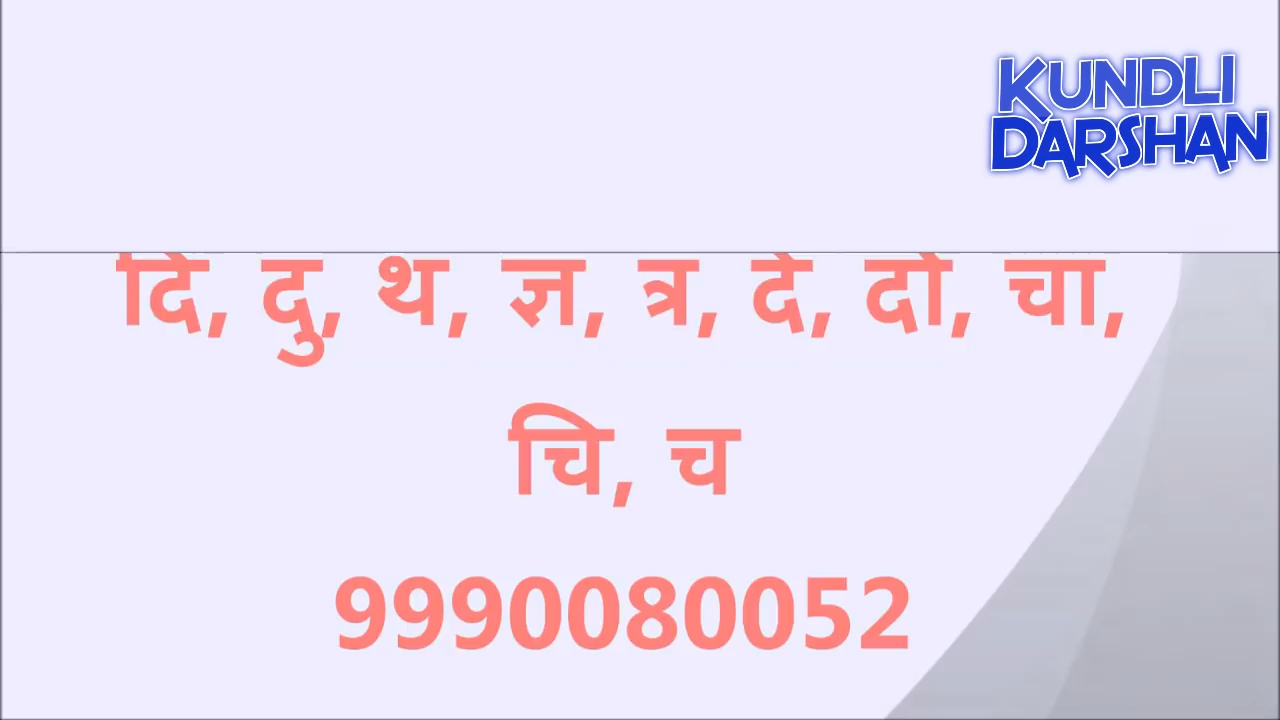 KUNDLI
DARSHAN
दि, दु, थ, ज्ञ, त्र, दे, दो, चा,
चि, च
9990080052